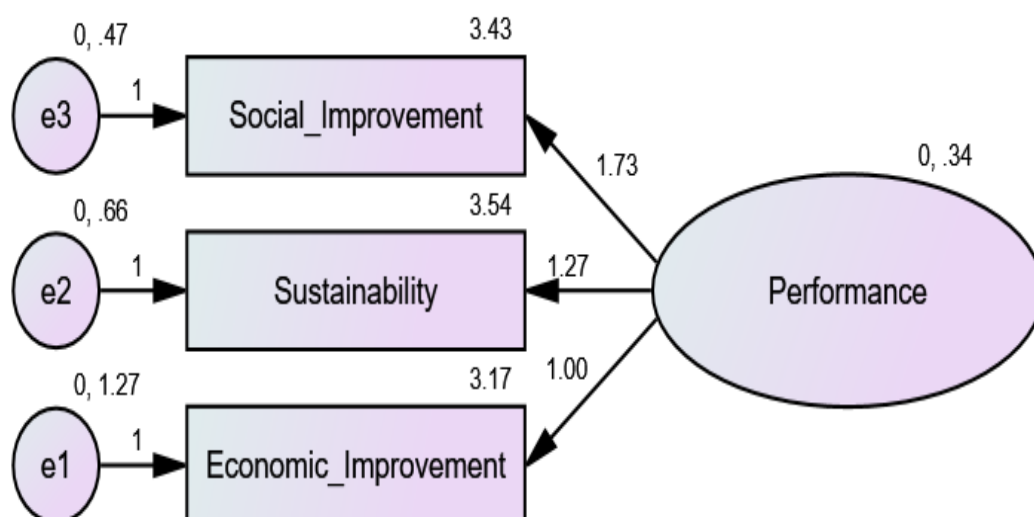 0, .47
3.43
e3
1
Social_Improvement
1.73
0, .34
0, .66
3.54
e2
1
Sustainability
1.27
Performance
0, 1.27
3.17
1.00
e1
1
Economic_Improvement